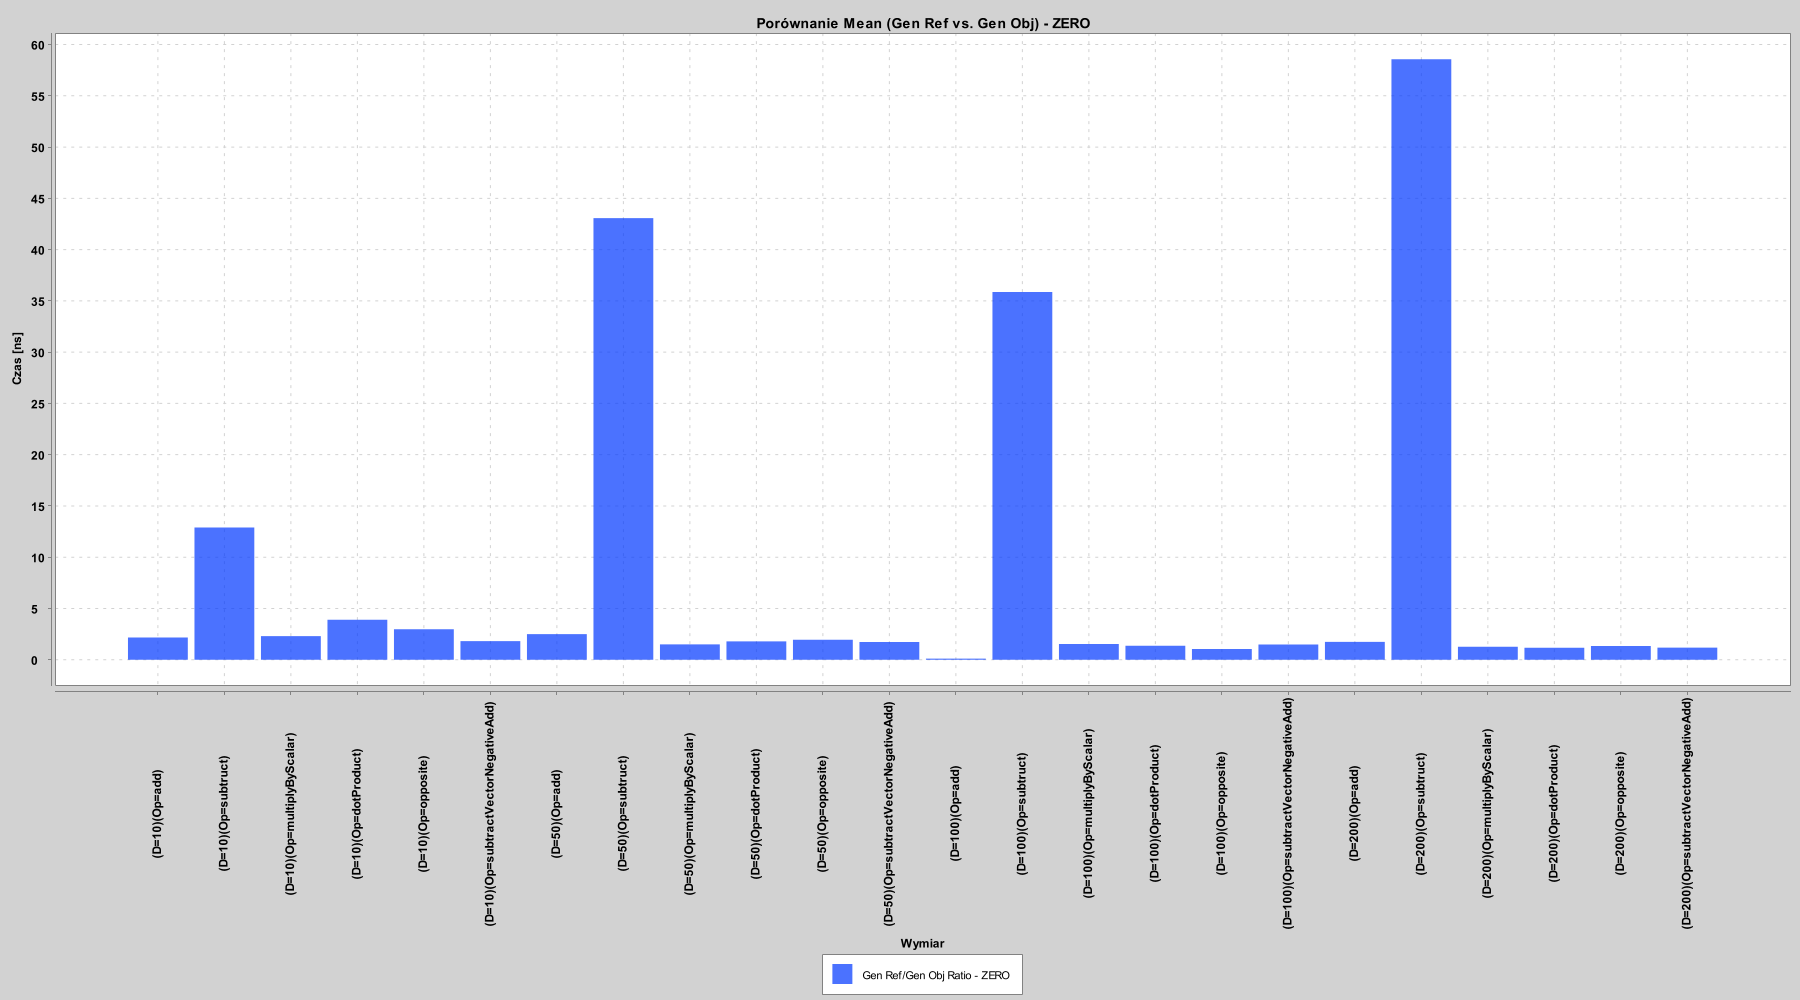 Porównanie Mean (Gen Ref vs. Gen Obj) - ZERO
Czas [ns]
60
55
50
45
40
35
30
25
20
15
10
5
0
(D=10)(Op=add)
(D=10)(Op=subtruct)
(D=10)(Op=multiplyByScalar)
(D=10)(Op=dotProduct)
(D=10)(Op=opposite)
(D=10)(Op=subtractVectorNegativeAdd)
(D=50)(Op=add)
(D=50)(Op=subtruct)
(D=50)(Op=multiplyByScalar)
(D=50)(Op=dotProduct)
(D=50)(Op=opposite)
(D=50)(Op=subtractVectorNegativeAdd)
(D=100)(Op=add)
(D=100)(Op=subtruct)
(D=100)(Op=multiplyByScalar)
(D=100)(Op=dotProduct)
(D=100)(Op=opposite)
(D=100)(Op=subtractVectorNegativeAdd)
(D=200)(Op=add)
(D=200)(Op=subtruct)
(D=200)(Op=multiplyByScalar)
(D=200)(Op=dotProduct)
(D=200)(Op=opposite)
(D=200)(Op=subtractVectorNegativeAdd)
Wymiar
Gen Ref/Gen Obj Ratio - ZERO